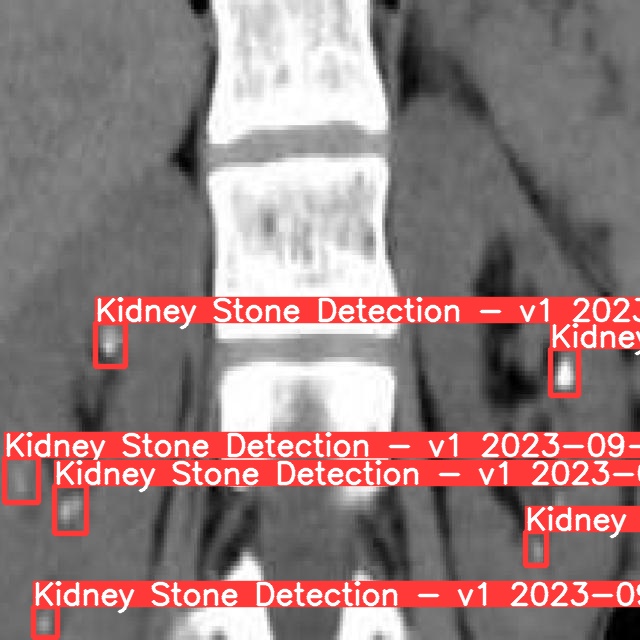 Kidney Stone Detection - v1 2023
Kidney
Kidney Stone Detection - v1 2023-09-
Kidney Stone Detection - v1 2023-
Kidney
Kidney Stone Detection - v1 2023-09